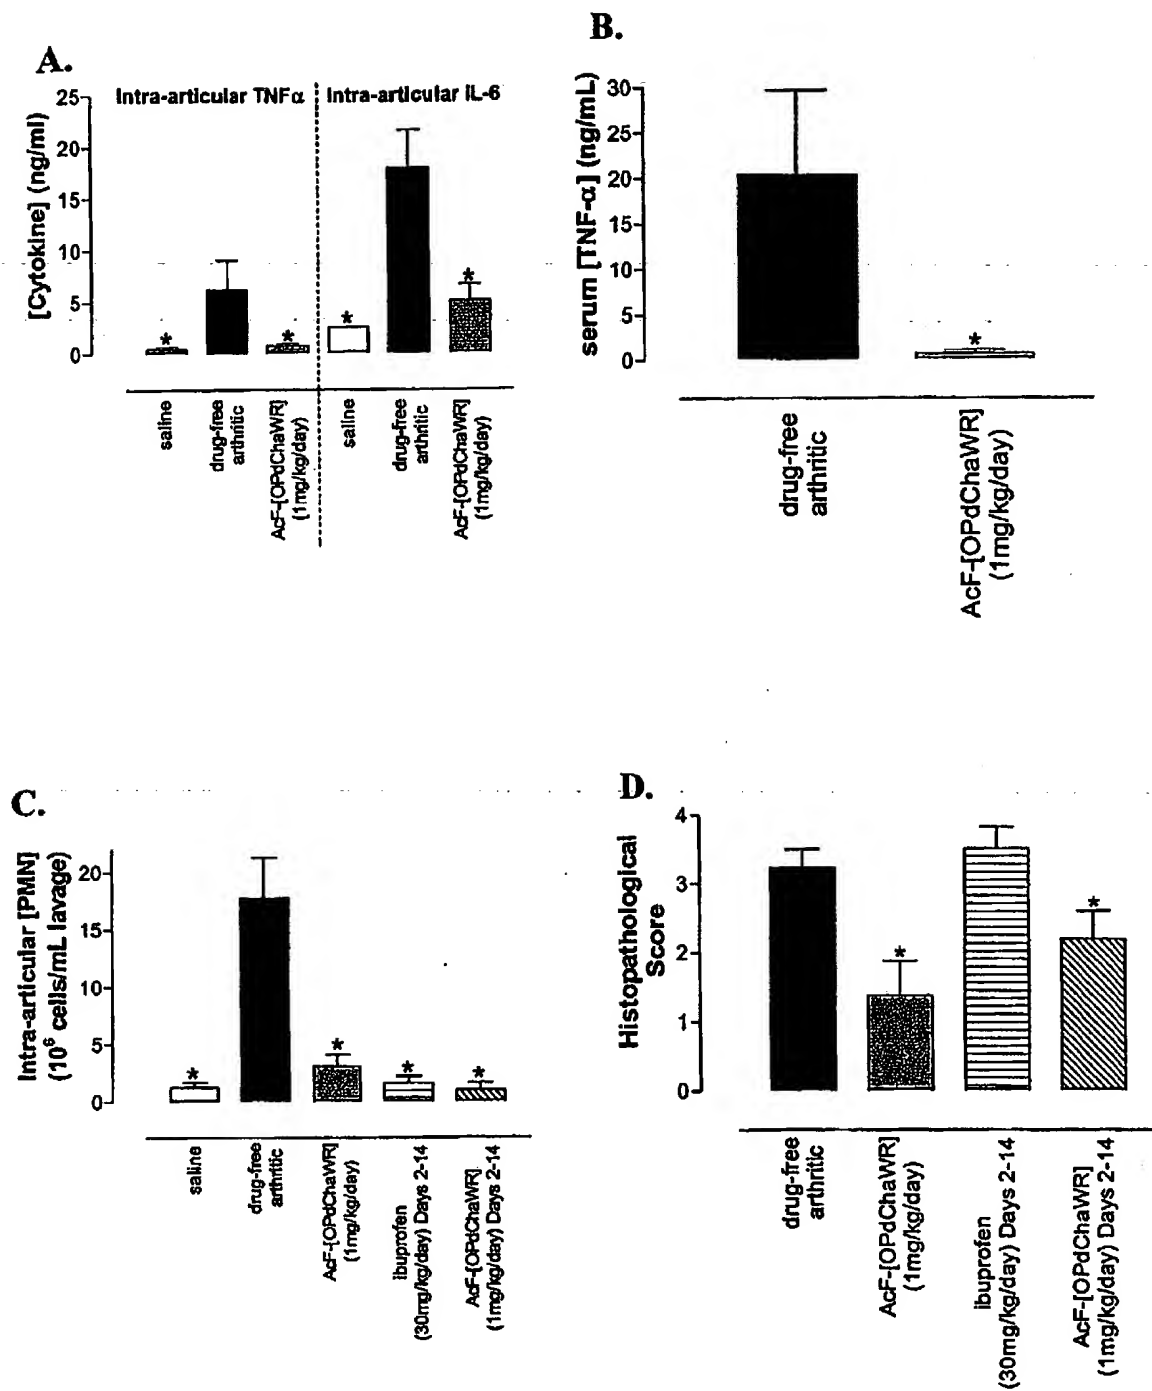 A.
Intra-articular TNFα
Intra-articular IL-6
[Cytokine] (ng/ml)
25
20
15
10
5
0
*
*
*
*
saline
drug-free
arthritic
AcF-[OPdChaWR]
(1mg/kg/day)
saline
drug-free
arthritic
AcF-[OPdChaWR]
(1mg/kg/day)
B.
serum [TNF-α] (ng/mL)
30
25
20
15
10
5
0
*
drug-free
arthritic
AcF-[OPdChaWR]
(1mg/kg/day)
C.
Intra-articular [PMN]
(10⁶ cells/mL lavage)
20
15
10
5
0
*
*
*
*
saline
drug-free
arthritic
AcF-[OPdChaWR]
(1mg/kg/day)
ibuprofen
(30mg/kg/day) Days 2-14
AcF-[OPdChaWR]
(1mg/kg/day) Days 2-14
D.
Histopathological
Score
4
3
2
1
0
*
*
drug-free
arthritic
AcF-[OPdChaWR]
(1mg/kg/day)
ibuprofen
(30mg/kg/day) Days 2-14
AcF-[OPdChaWR]
(1mg/kg/day) Days 2-14